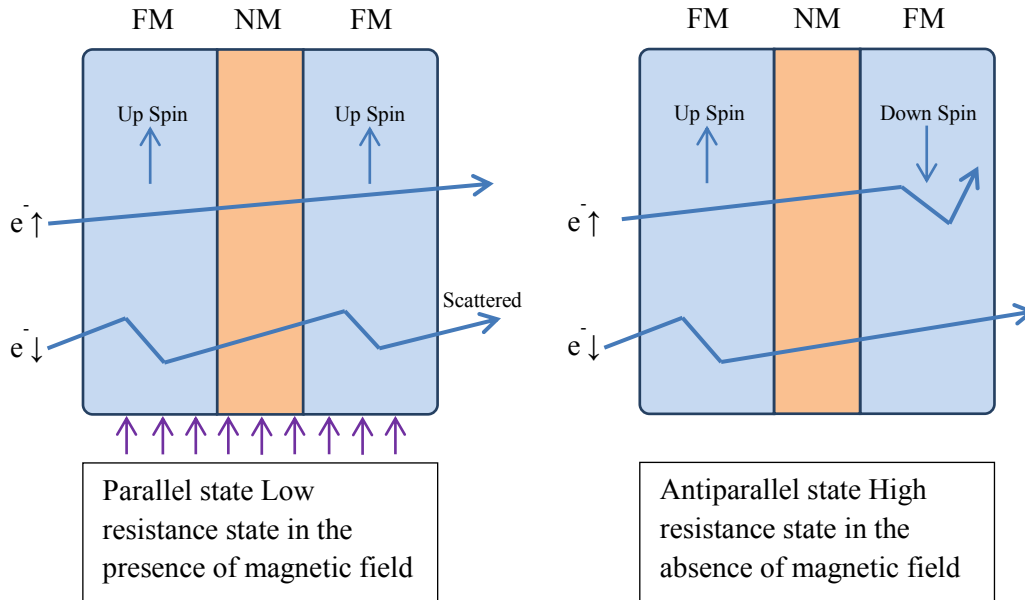 FM NM FM
FM NM FM
Up Spin
Up Spin
Up Spin
Down Spin
e-↑
e-↑
Scattered
e-↓
e-↓
Parallel state Low
resistance state in the
presence of magnetic field
Antiparallel state High
resistance state in the
absence of magnetic field